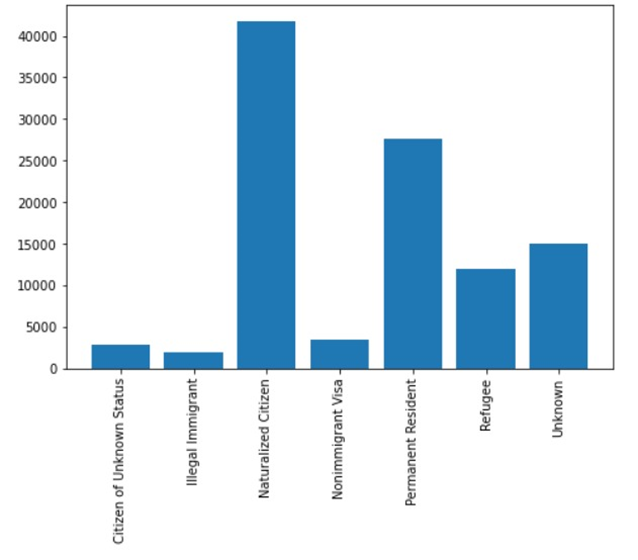 40000
35000
30000
25000
20000
15000
10000
5000
0
Citizen of Unknown Status
Illegal Immigrant
Naturalized Citizen
Nonimmigrant Visa
Permanent Resident
Refugee
Unknown